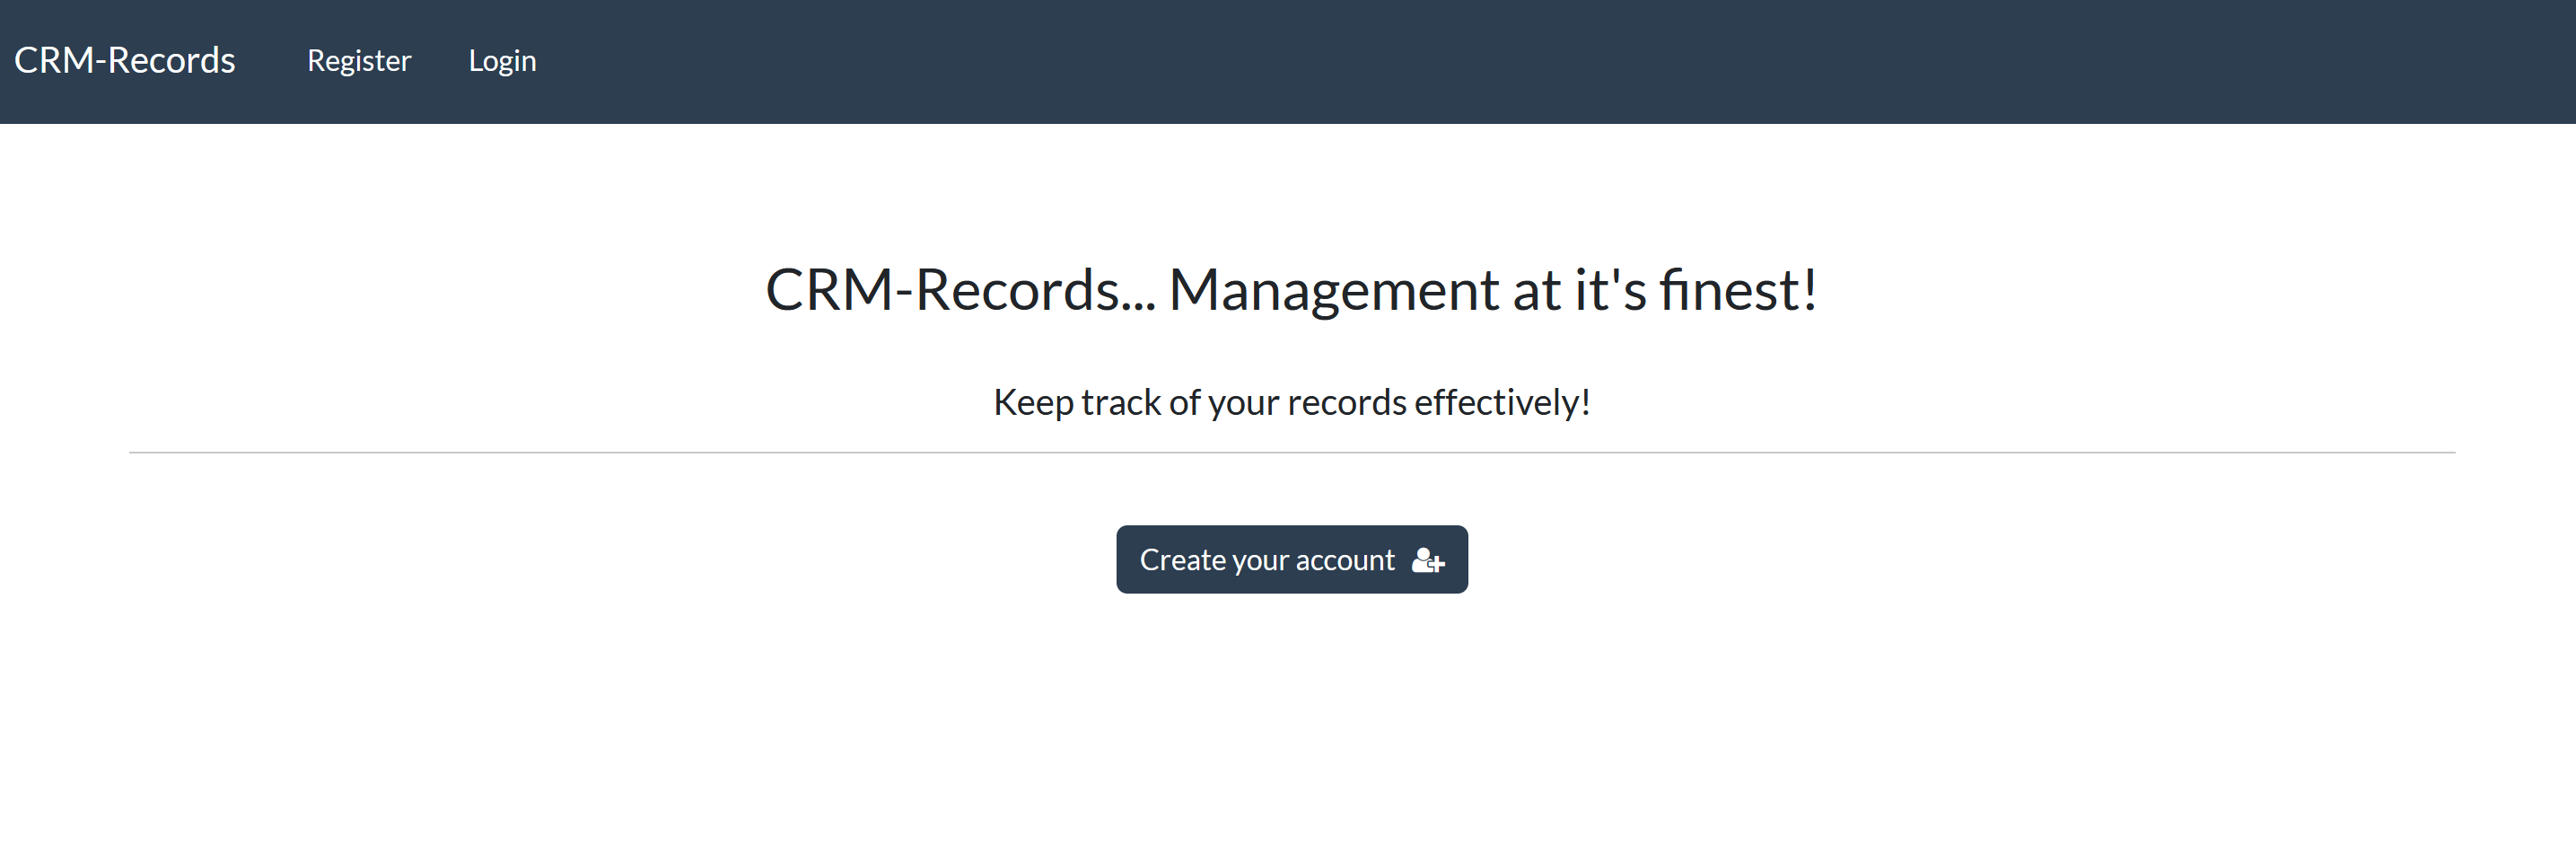 CRM-Records Register Login
CRM-Records... Management at it's finest!
Keep track of your records effectively!
Create your account